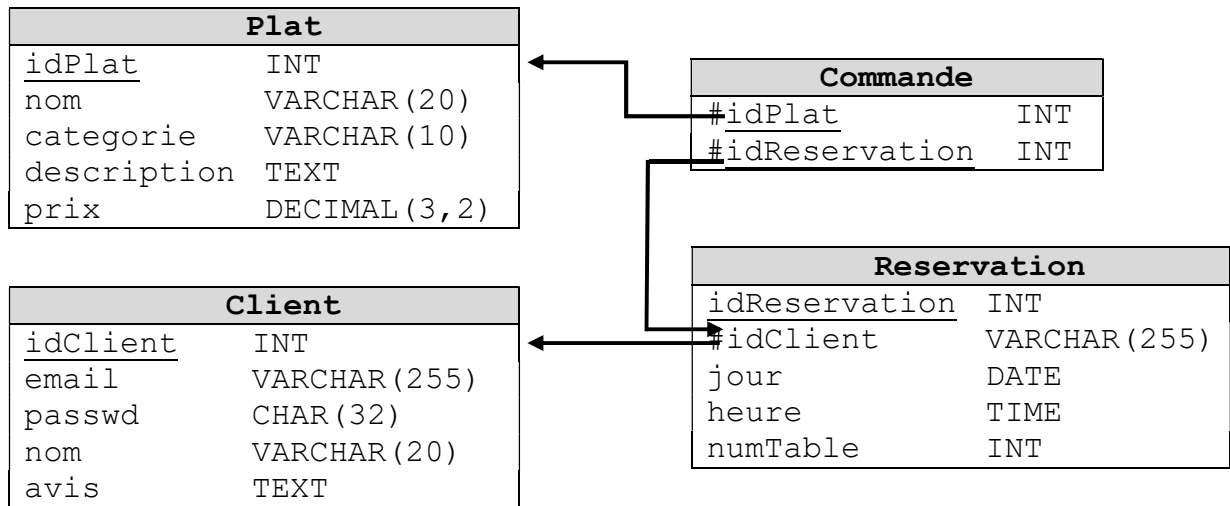 Plat
idPlat INT
nom VARCHAR(20)
categorie VARCHAR(10)
description TEXT
prix DECIMAL(3,2)
Commande
#idPlat INT
#idReservation INT
Client
idClient INT
email VARCHAR(255)
passwd CHAR(32)
nom VARCHAR(20)
avis TEXT
Reservation
idReservation INT
#idClient VARCHAR(255)
jour DATE
heure TIME
numTable INT